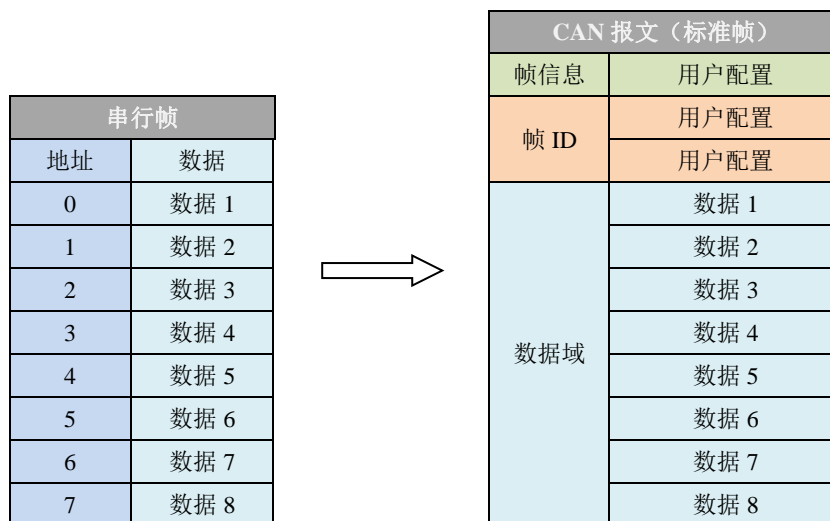 串行帧
地址 数据
0 数据 1
1 数据 2
2 数据 3
3 数据 4
4 数据 5
5 数据 6
6 数据 7
7 数据 8
CAN 报文（标准帧）
帧信息 用户配置
帧 ID 用户配置
用户配置
数据域 数据 1
数据 2
数据 3
数据 4
数据 5
数据 6
数据 7
数据 8